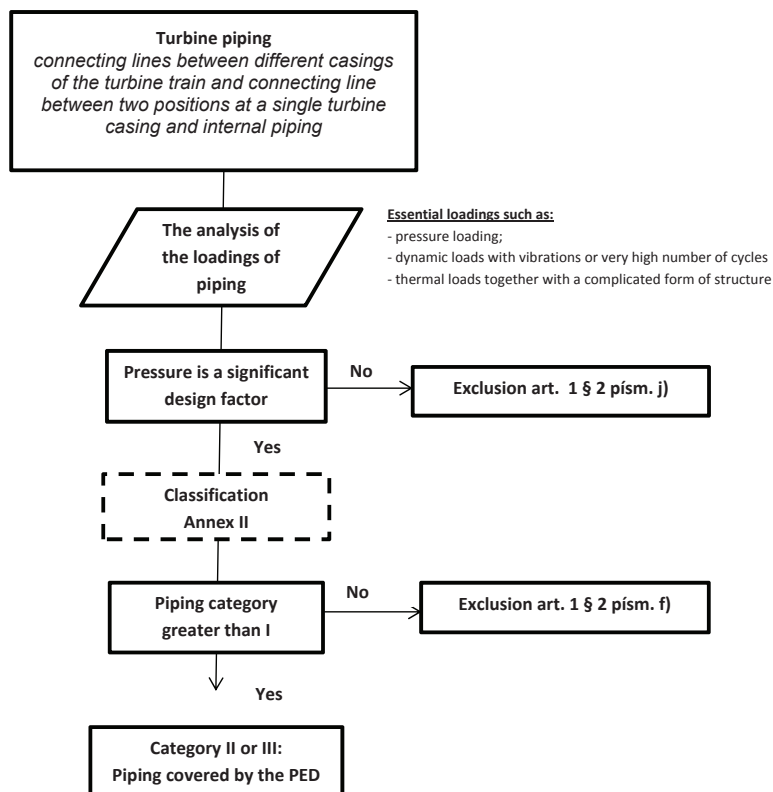 Turbine piping
connecting lines between different casings
of the turbine train and connecting line
between two positions at a single turbine
casing and internal piping
The analysis of
the loadings of
piping
Essential loadings such as:
- pressure loading;
- dynamic loads with vibrations or very high number of cycles
- thermal loads together with a complicated form of structure
Pressure is a significant
design factor
No
Exclusion art.  1 § 2 písm. j)
Yes
Classification
Annex II
Piping category
greater than I
No
Exclusion art. 1 § 2 písm. f)
Yes
Category II or III:
Piping covered by the PED